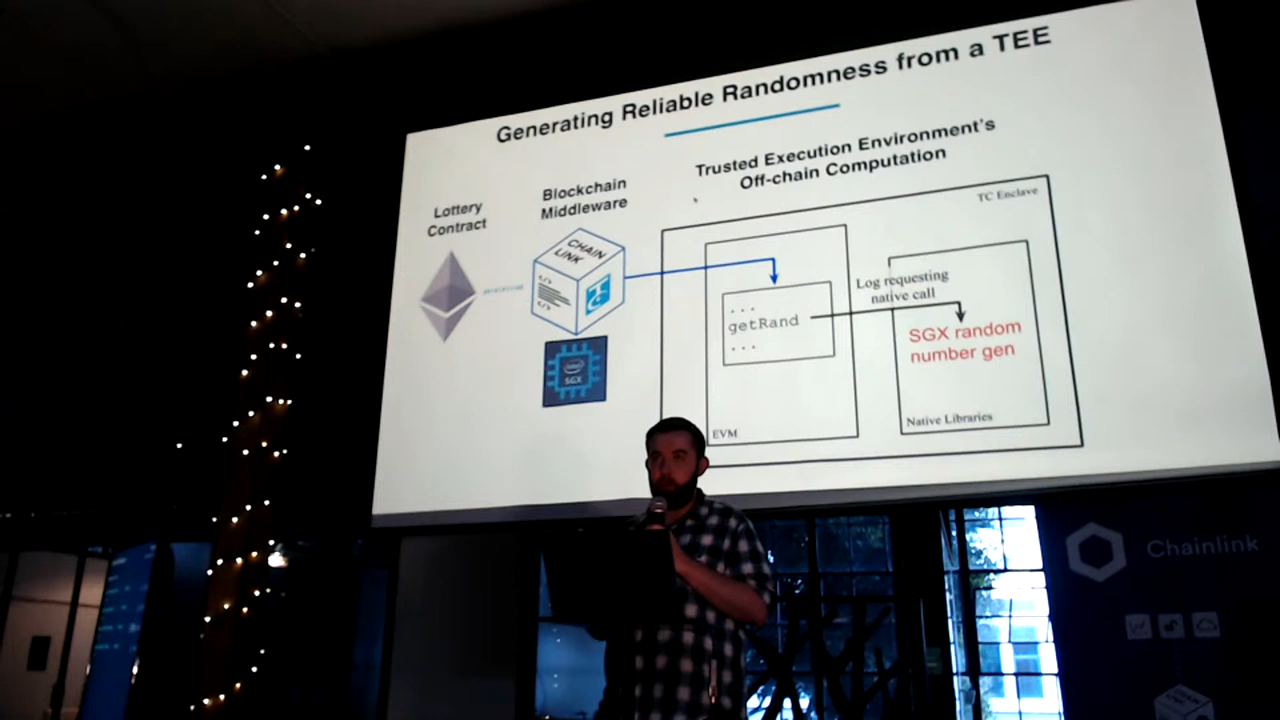 Generating Reliable Randomness from a TEE
Trusted Execution Environment's
Off-chain Computation
Blockchain
Middleware
Lottery
Contract
TC Enclave
CHAIN
LINK
</>
</>
Log requesting
native call
...
getRand
...
SGX random
number gen
intel
SGX
EVM
Native Libraries
Chainlink